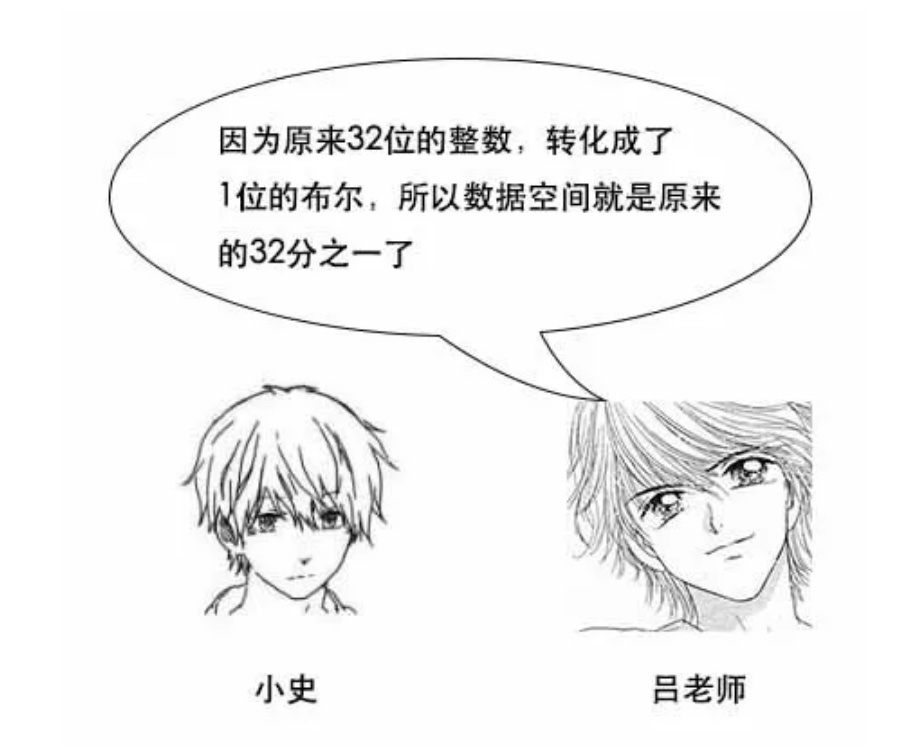 因为原来32位的整数，转化成了
1位的布尔，所以数据空间就是原来
的32分之一了
小史
吕老师